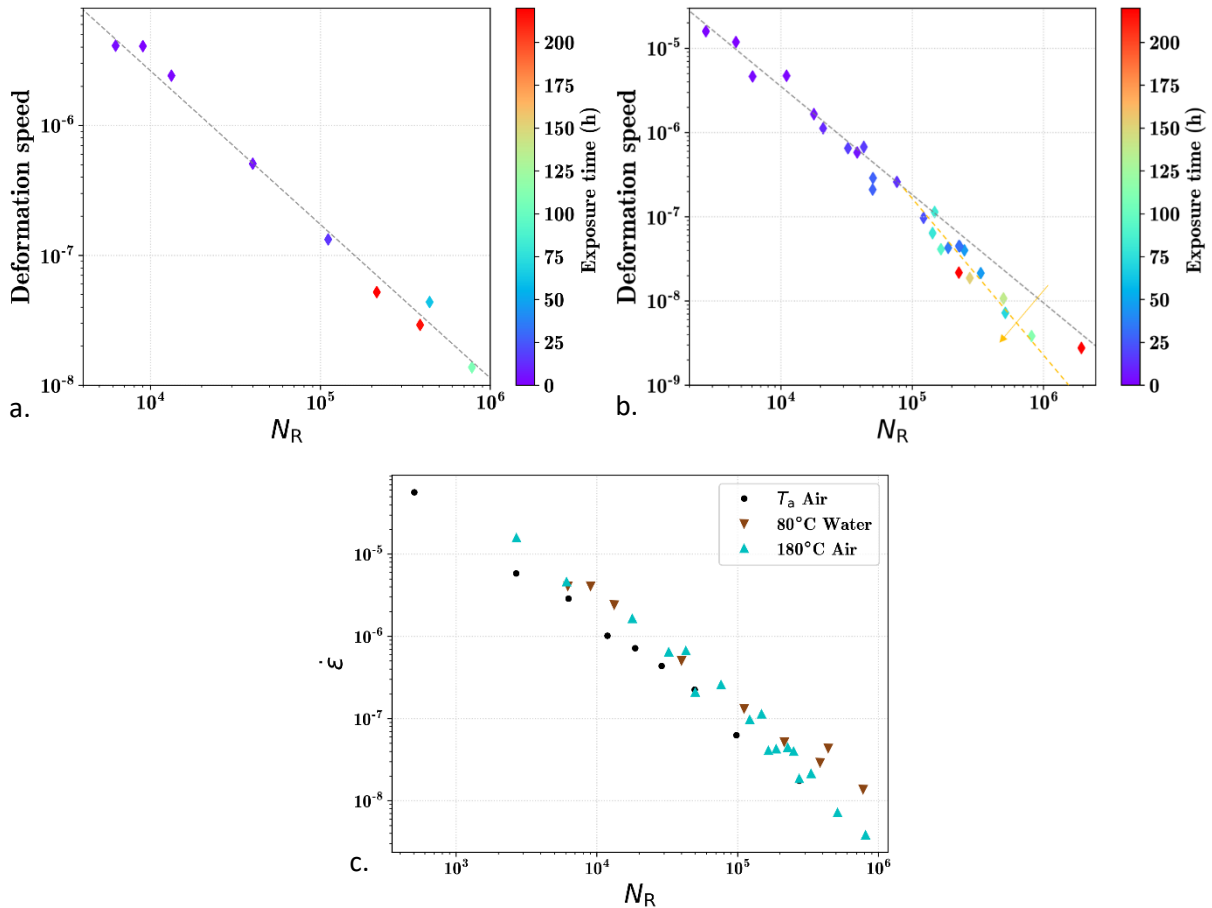 Deformation speed
10^-6
10^-7
10^-8
10^4
10^5
10^6
N_R
a.
200
175
150
125
100
75
50
25
0
Exposure time (h)
Deformation speed
10^-5
10^-6
10^-7
10^-8
10^-9
10^4
10^5
10^6
N_R
b.
200
175
150
125
100
75
50
25
0
Exposure time (h)
ε̇
10^-5
10^-6
10^-7
10^-8
10^3
10^4
10^5
10^6
N_R
c.
T_a Air
80°C Water
180°C Air